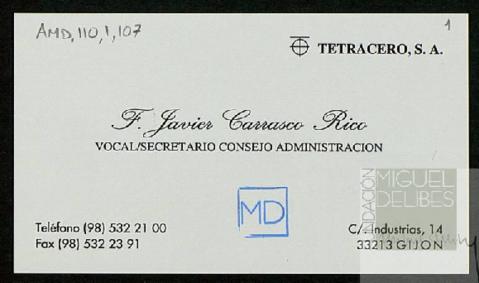 AMD, 110, 1, 107
1
TETRACERO, S. A.
F. Javier Carrasco Rico
VOCAL/SECRETARIO CONSEJO ADMINISTRACION
MD
Teléfono (98) 532 21 00
Fax (98) 532 23 91
C/. Industrias, 14
33213 GIJON
FUNDACIÓN
MIGUEL
DELIBES